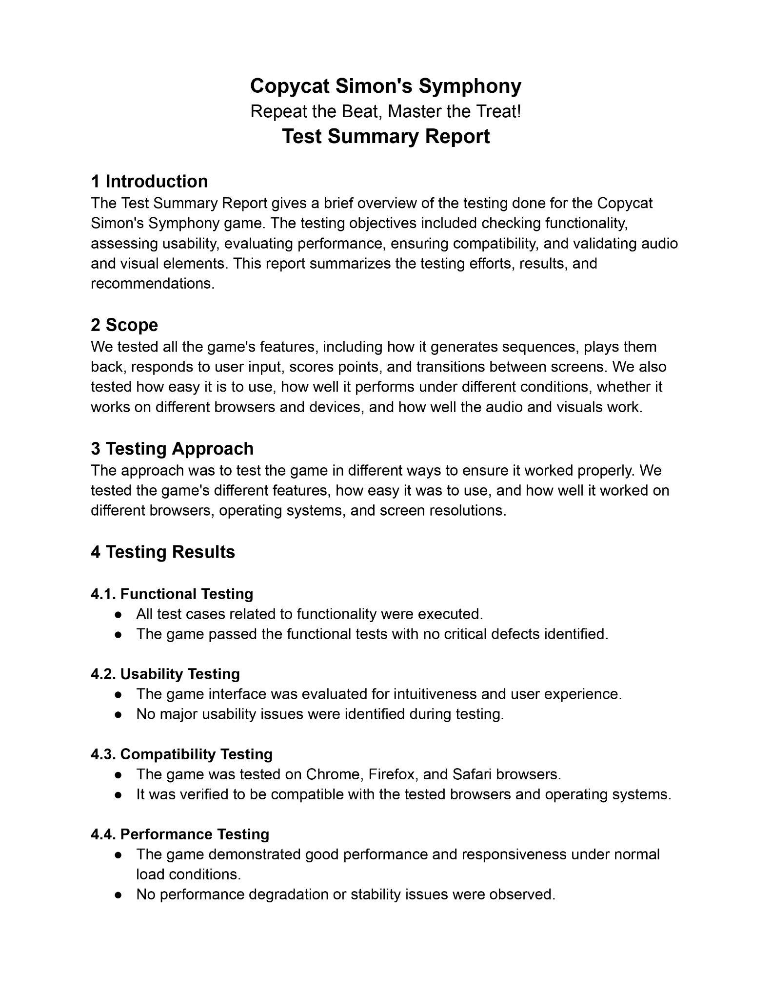 Copycat Simon's Symphony
Repeat the Beat, Master the Treat!
Test Summary Report
1 Introduction
The Test Summary Report gives a brief overview of the testing done for the Copycat
Simon's Symphony game. The testing objectives included checking functionality,
assessing usability, evaluating performance, ensuring compatibility, and validating audio
and visual elements. This report summarizes the testing efforts, results, and
recommendations.
2 Scope
We tested all the game's features, including how it generates sequences, plays them
back, responds to user input, scores points, and transitions between screens. We also
tested how easy it is to use, how well it performs under different conditions, whether it
works on different browsers and devices, and how well the audio and visuals work.
3 Testing Approach
The approach was to test the game in different ways to ensure it worked properly. We
tested the game's different features, how easy it was to use, and how well it worked on
different browsers, operating systems, and screen resolutions.
4 Testing Results
4.1. Functional Testing
● All test cases related to functionality were executed.
● The game passed the functional tests with no critical defects identified.
4.2. Usability Testing
● The game interface was evaluated for intuitiveness and user experience.
● No major usability issues were identified during testing.
4.3. Compatibility Testing
● The game was tested on Chrome, Firefox, and Safari browsers.
● It was verified to be compatible with the tested browsers and operating systems.
4.4. Performance Testing
● The game demonstrated good performance and responsiveness under normal
load conditions.
● No performance degradation or stability issues were observed.